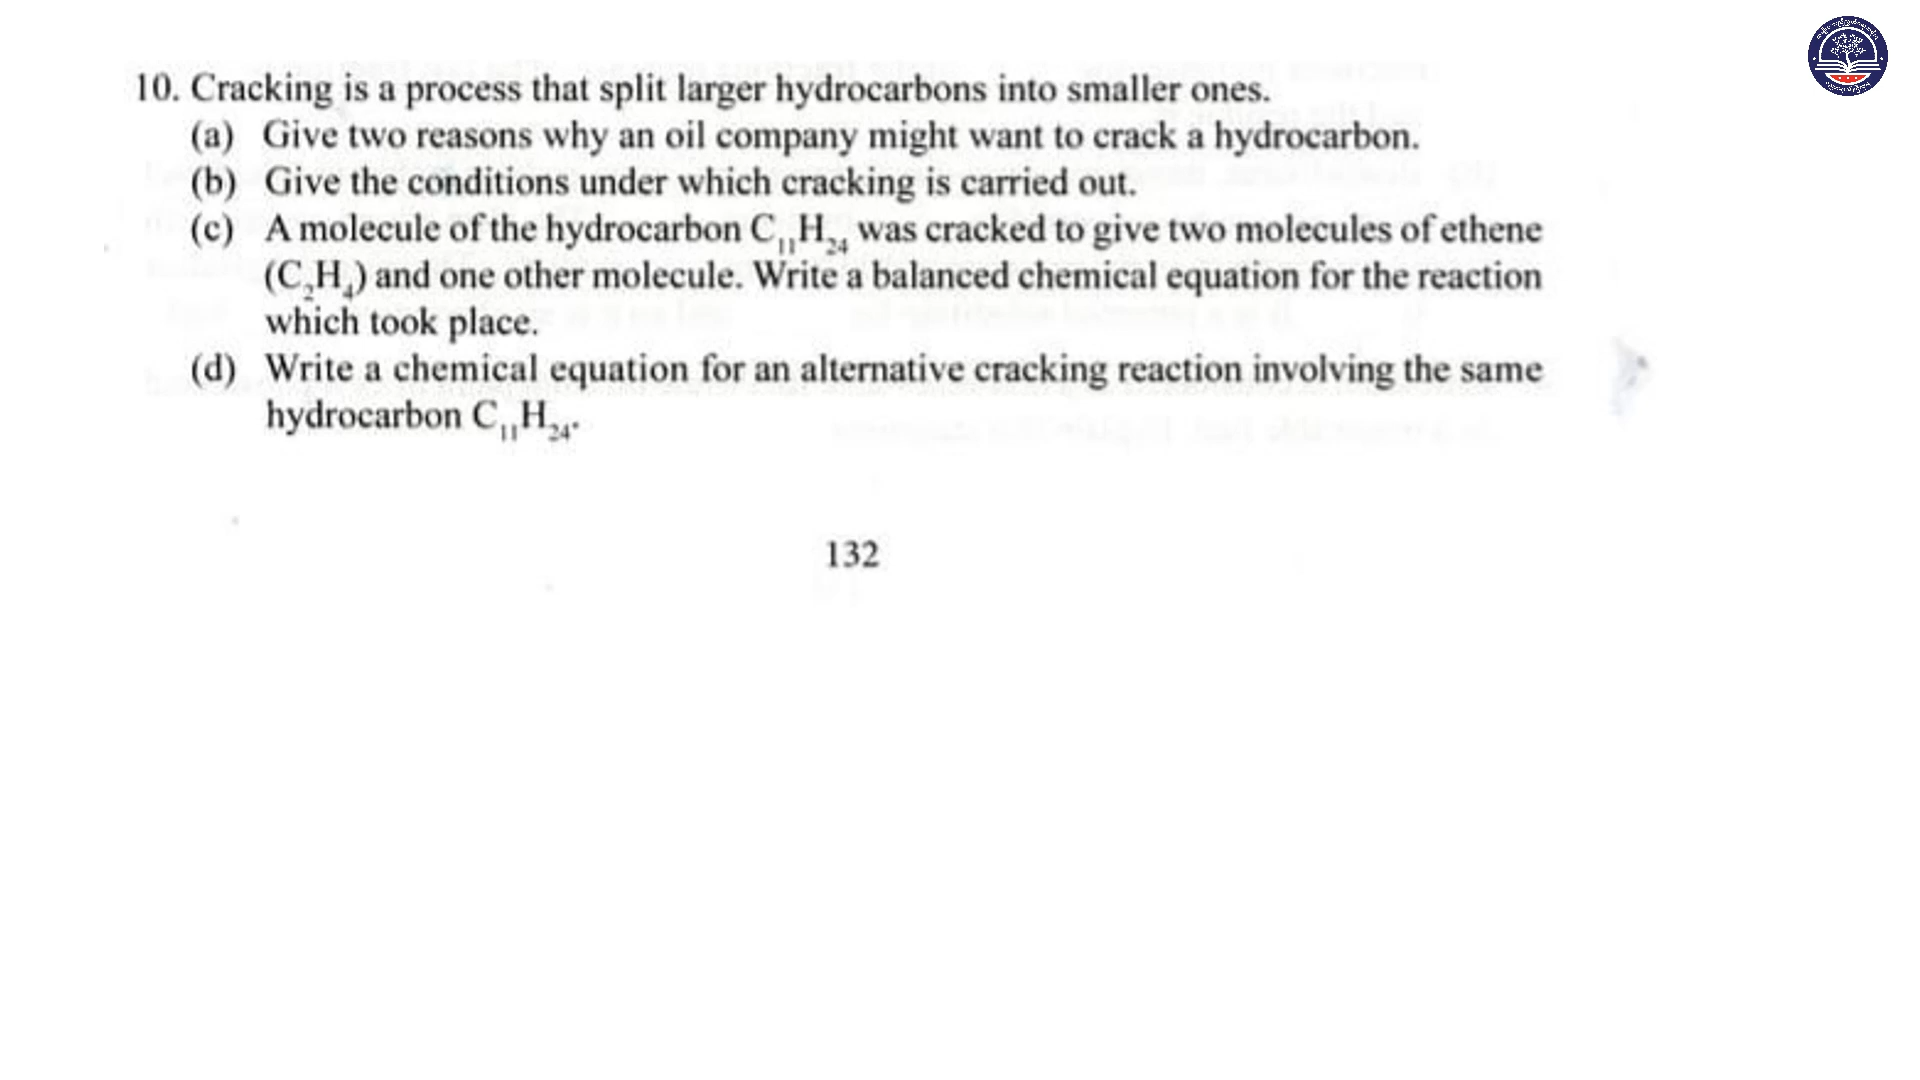 10. Cracking is a process that split larger hydrocarbons into smaller ones.
(a) Give two reasons why an oil company might want to crack a hydrocarbon.
(b) Give the conditions under which cracking is carried out.
(c) A molecule of the hydrocarbon C₁₁H₂₄ was cracked to give two molecules of ethene
(C₂H₄) and one other molecule. Write a balanced chemical equation for the reaction
which took place.
(d) Write a chemical equation for an alternative cracking reaction involving the same
hydrocarbon C₁₁H₂₄.
132